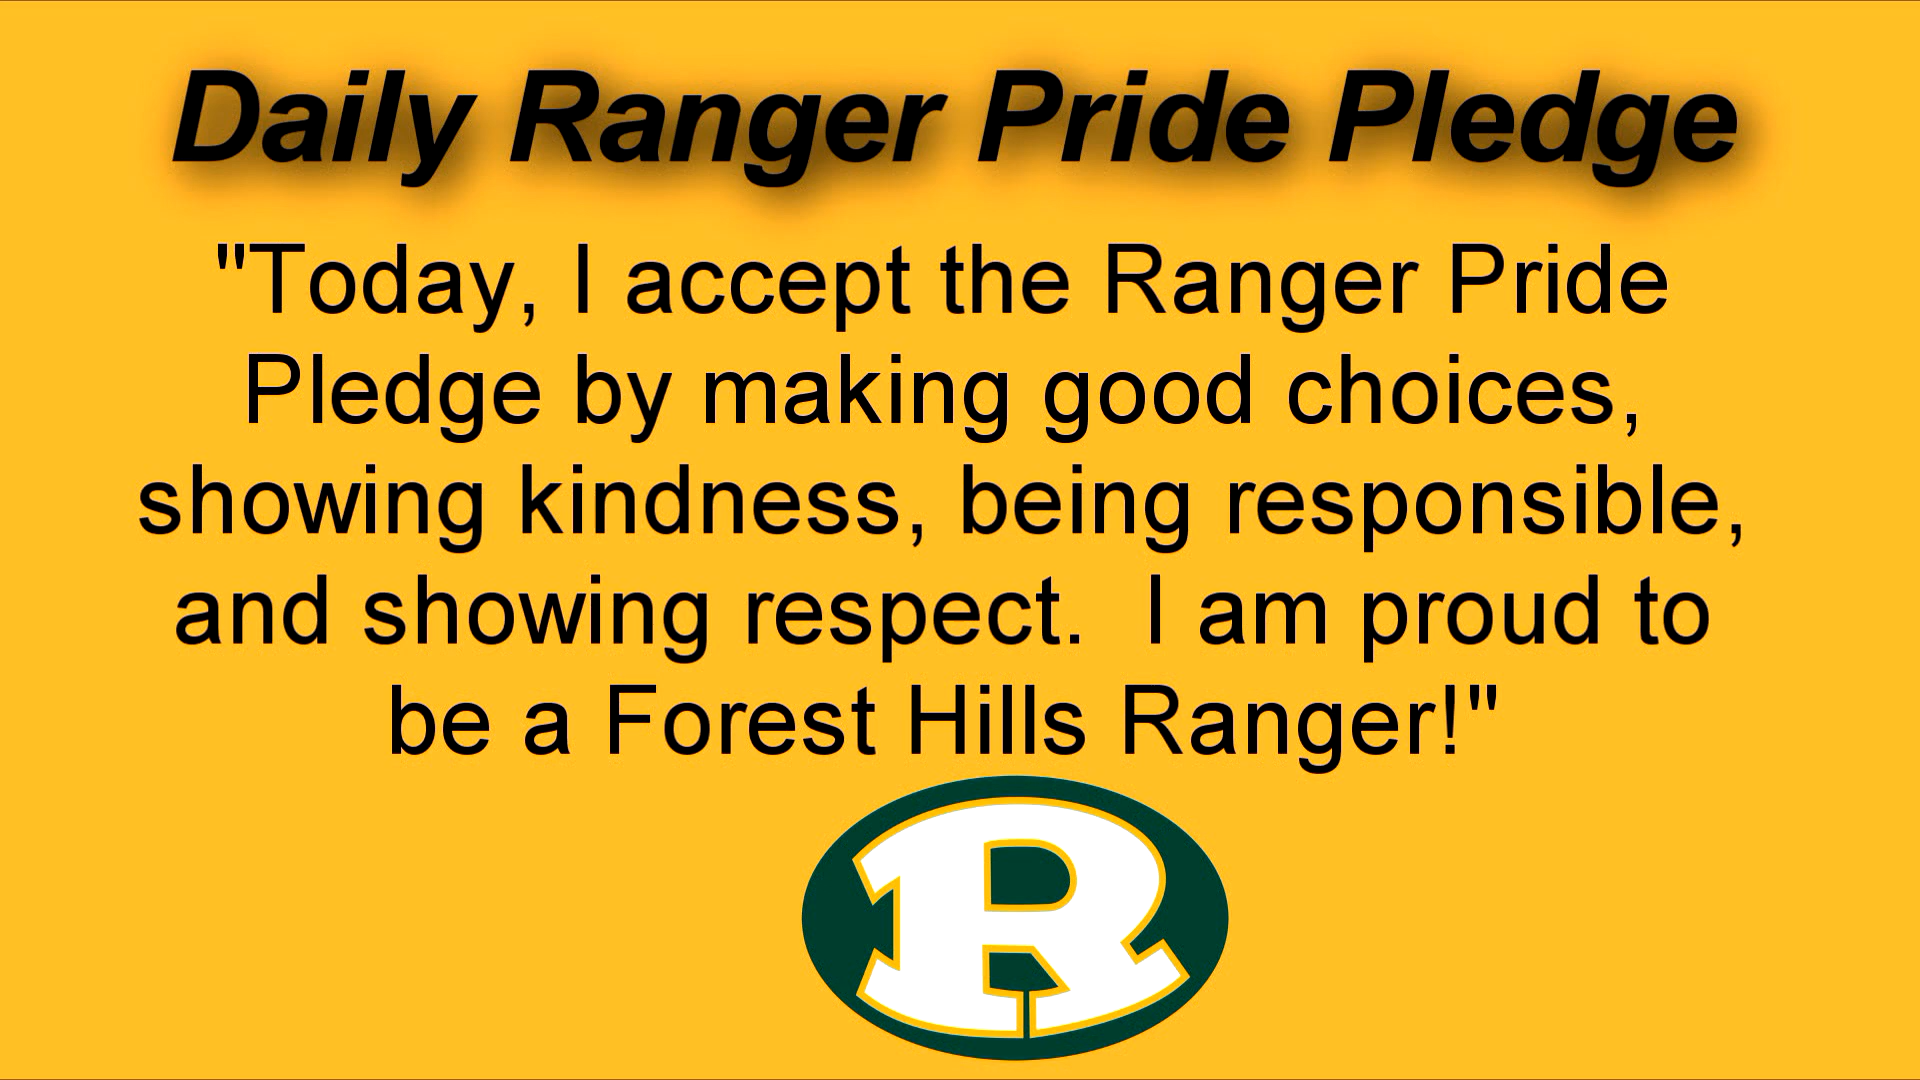 Daily Ranger Pride Pledge
"Today, I accept the Ranger Pride
Pledge by making good choices,
showing kindness, being responsible,
and showing respect.  I am proud to
be a Forest Hills Ranger!"
R